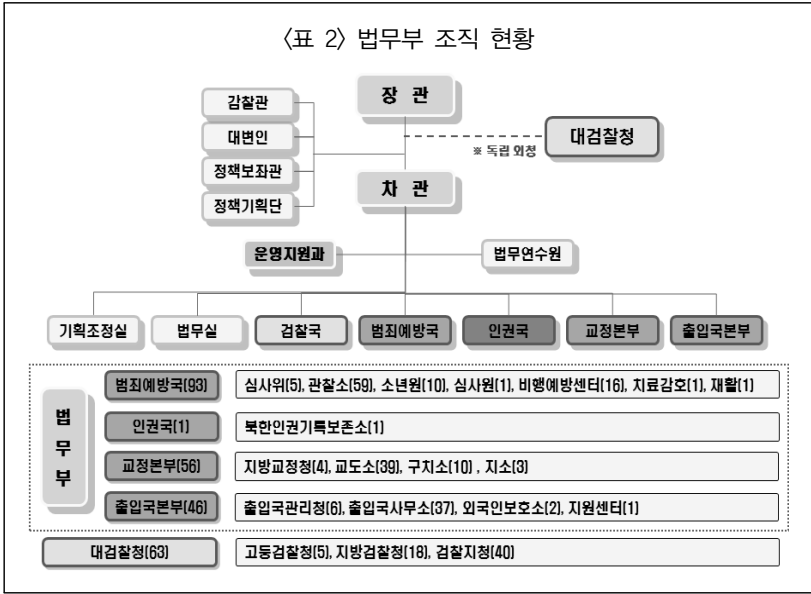 〈표 2〉 법무부 조직 현황
장 관
감찰관
대변인
정책보좌관
정책기획단
※ 독립 외청
대검찰청
차 관
운영지원과
법무연수원
기획조정실 법무실 검찰국 범죄예방국 인권국 교정본부 출입국본부
법무부
범죄예방국(93) 심사위(5), 관찰소(59), 소년원(10), 심사원(1), 비행예방센터(16), 치료감호(1), 재활(1)
인권국(1) 북한인권기록보존소(1)
교정본부(56) 지방교정청(4), 교도소(39), 구치소(10) , 지소(3)
출입국본부(46) 출입국관리청(6), 출입국사무소(37), 외국인보호소(2), 지원센터(1)
대검찰청(63) 고등검찰청(5), 지방검찰청(18), 검찰지청(40)